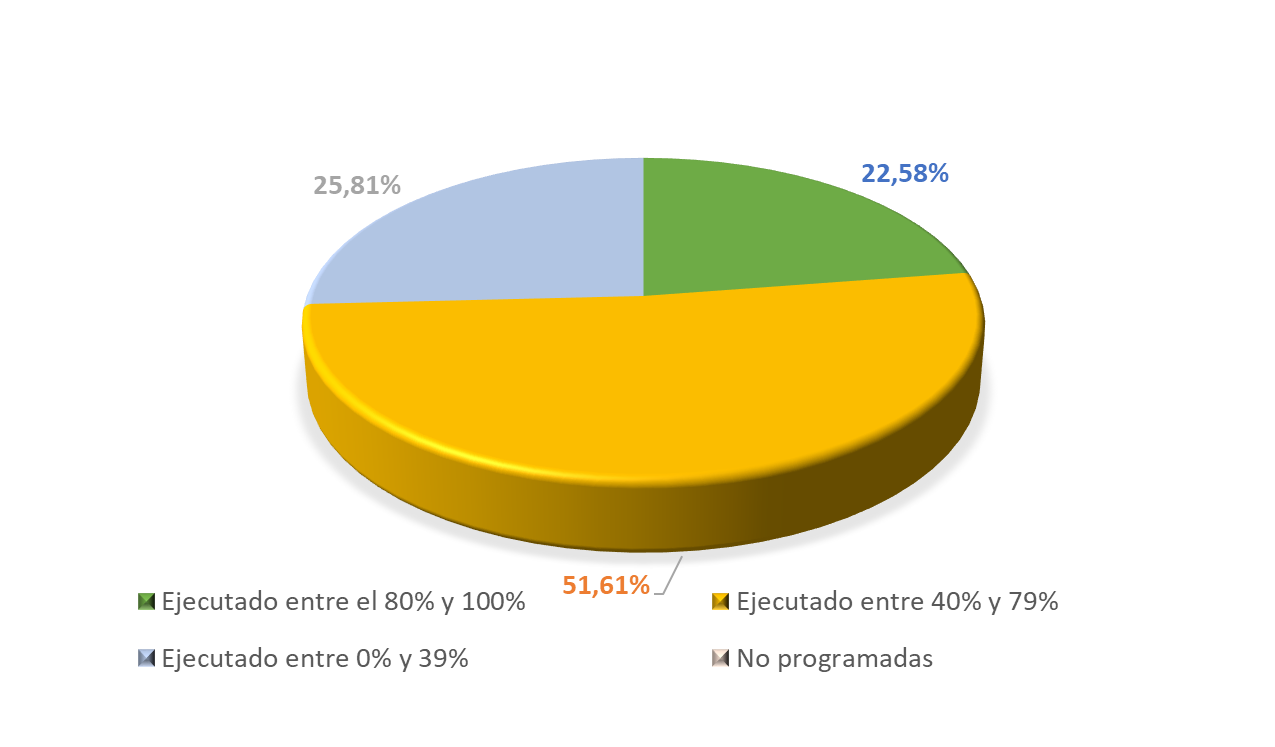 22,58%
25,81%
51,61%
Ejecutado entre el 80% y 100%
Ejecutado entre 40% y 79%
Ejecutado entre 0% y 39%
No programadas